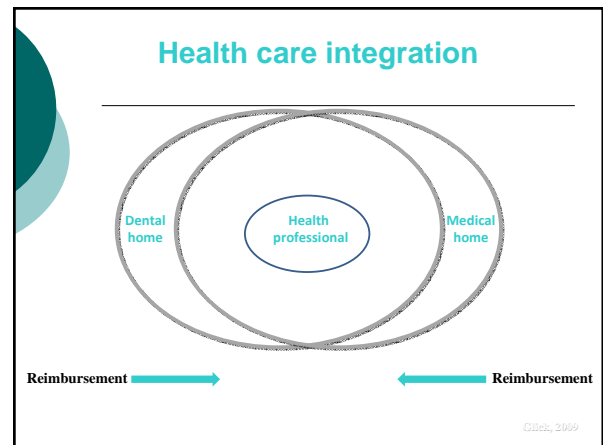 Health care integration
Dental
home
Health
professional
Medical
home
Reimbursement
Reimbursement
Glick, 2009